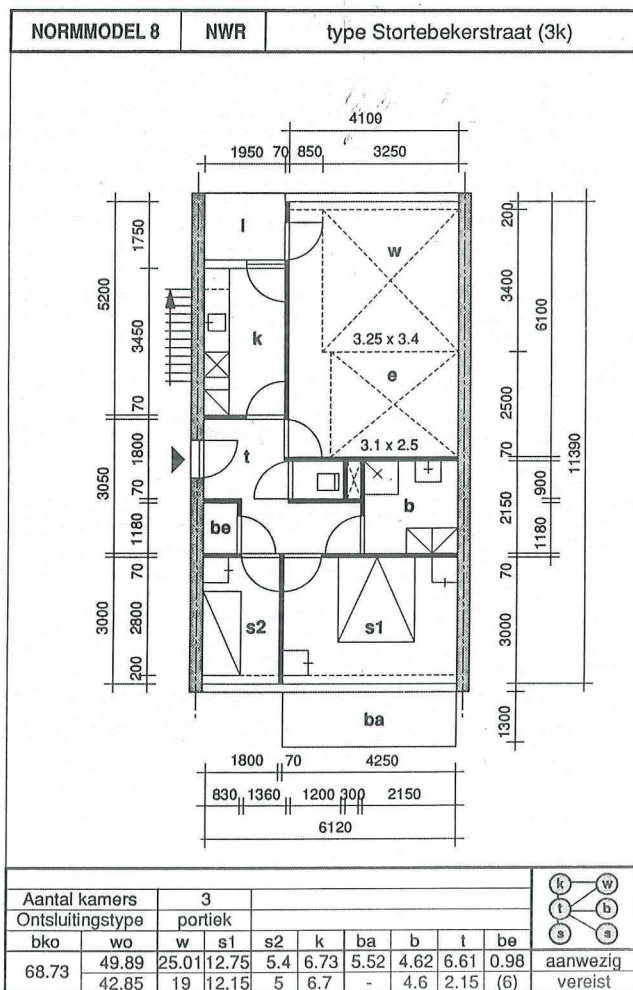 NORMMODEL 8 NWR type Stortebekerstraat (3k)
4100
1950 70 850 3250
l
w
k
3.25 x 3.4
e
3.1 x 2.5
t
b
be
s2
s1
ba
5200
1750
3450
70
3050
1800
70
1180
3000
70
2800
200
200
3400
6100
2500
70
11390
900
2150
1180
70
3000
1300
1800 70 4250
830 1360 1200 300 2150
6120
Aantal kamers 3
Ontsluitingstype portiek
bko wo w s1 s2 k ba b t be
68.73 49.89 25.01 12.75 5.4 6.73 5.52 4.62 6.61 0.98 aanwezig
42.85 19 12.15 5 6.7 - 4.6 2.15 (6) vereist
k w
t b
s s